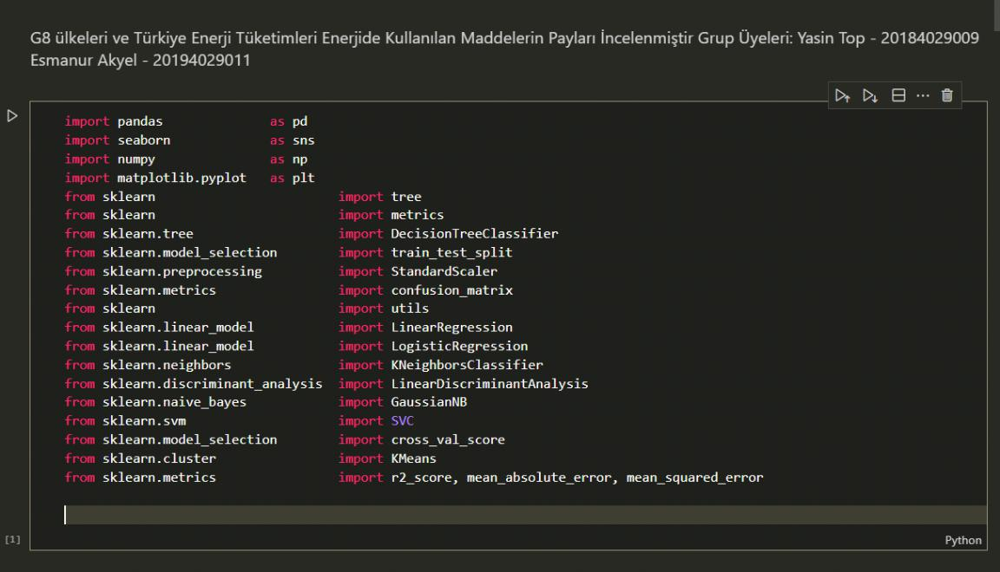 G8 ülkeleri ve Türkiye Enerji Tüketimleri Enerjide Kullanılan Maddelerin Payları İncelenmiştir Grup Üyeleri: Yasin Top - 20184029009
Esmanur Akyel - 20194029011
import pandas as pd
import seaborn as sns
import numpy as np
import matplotlib.pyplot as plt
from sklearn import tree
from sklearn import metrics
from sklearn.tree import DecisionTreeClassifier
from sklearn.model_selection import train_test_split
from sklearn.preprocessing import StandardScaler
from sklearn.metrics import confusion_matrix
from sklearn import utils
from sklearn.linear_model import LinearRegression
from sklearn.linear_model import LogisticRegression
from sklearn.neighbors import KNeighborsClassifier
from sklearn.discriminant_analysis import LinearDiscriminantAnalysis
from sklearn.naive_bayes import GaussianNB
from sklearn.svm import SVC
from sklearn.model_selection import cross_val_score
from sklearn.cluster import KMeans
from sklearn.metrics import r2_score, mean_absolute_error, mean_squared_error
[1]
Python